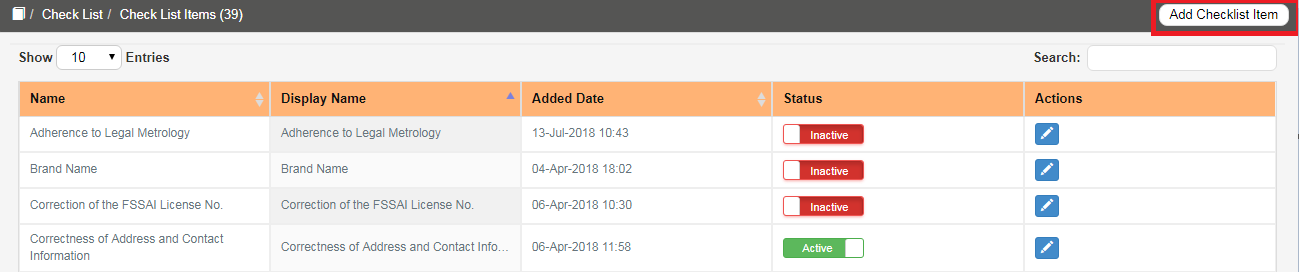 / Check List / Check List Items (39) Add Checklist Item
Show 10 Entries Search:
Name Display Name Added Date Status Actions
Adherence to Legal Metrology Adherence to Legal Metrology 13-Jul-2018 10:43 Inactive
Brand Name Brand Name 04-Apr-2018 18:02 Inactive
Correction of the FSSAI License No. Correction of the FSSAI License No. 06-Apr-2018 10:30 Inactive
Correctness of Address and Contact
Information Correctness of Address and Contact Info... 06-Apr-2018 11:58 Active